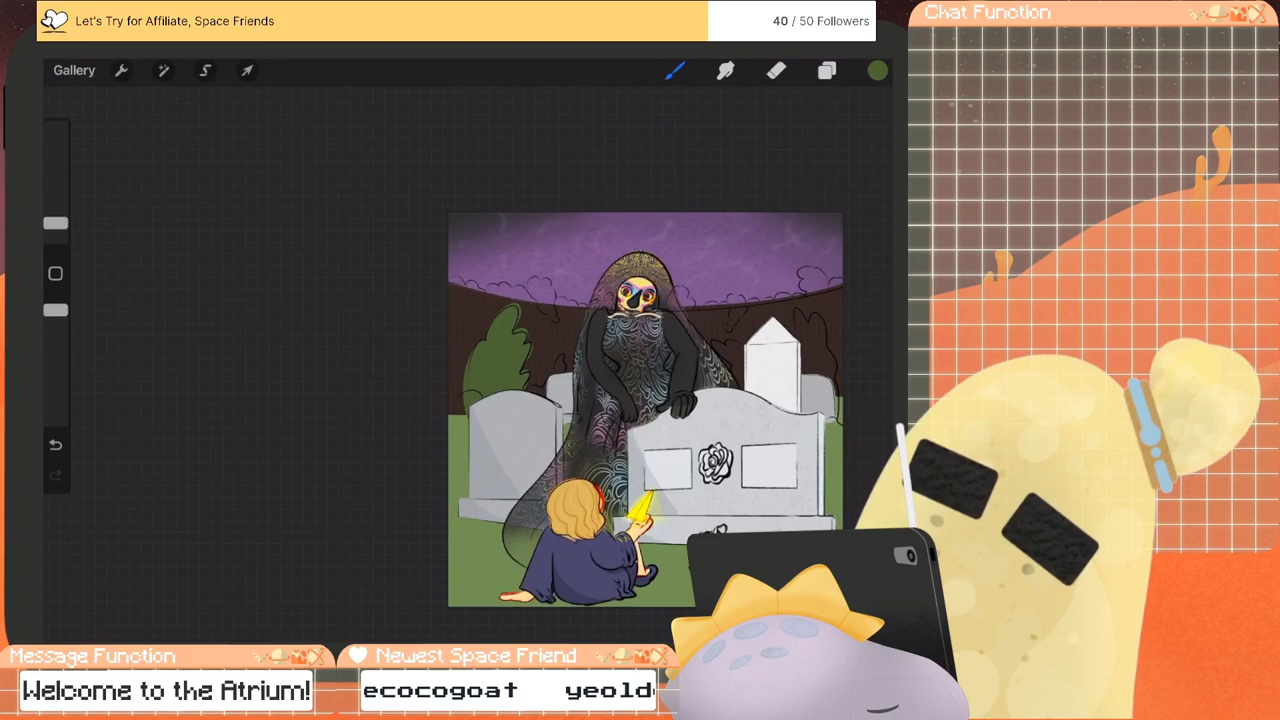 Let's Try for Affiliate, Space Friends
40 / 50 Followers
Chat Function
Gallery
Message Function
Newest Space Friend
Welcome to the Atrium!
ecocogoat yeold